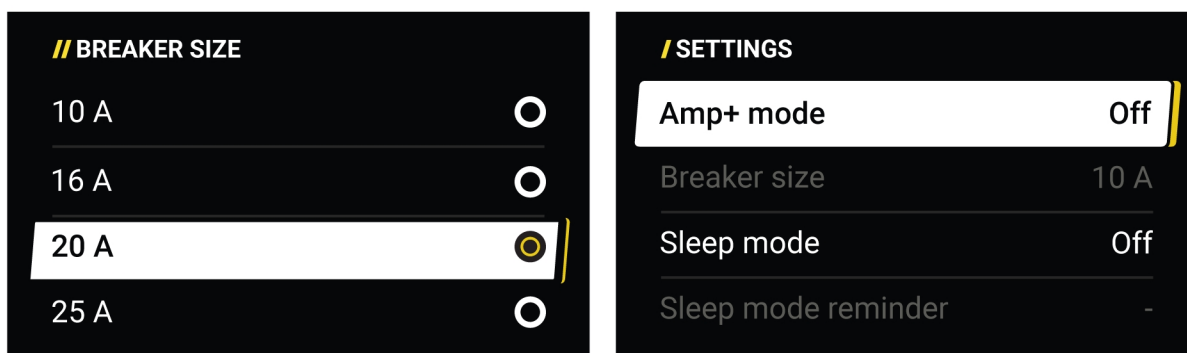 // BREAKER SIZE
10 A
16 A
20 A
25 A
/ SETTINGS
Amp+ mode Off
Breaker size 10 A
Sleep mode Off
Sleep mode reminder -